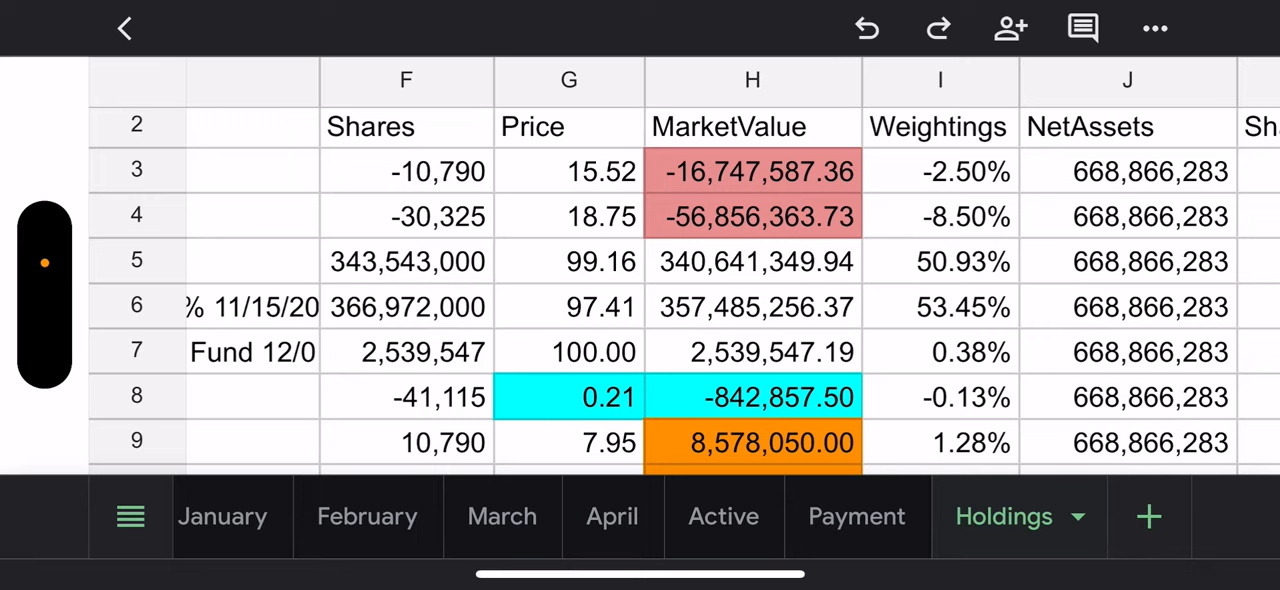 F G H I J
2 Shares Price MarketValue Weightings NetAssets Sh
3 -10,790 15.52 -16,747,587.36 -2.50% 668,866,283
4 -30,325 18.75 -56,856,363.73 -8.50% 668,866,283
5 343,543,000 99.16 340,641,349.94 50.93% 668,866,283
6 % 11/15/20 366,972,000 97.41 357,485,256.37 53.45% 668,866,283
7 Fund 12/0 2,539,547 100.00 2,539,547.19 0.38% 668,866,283
8 -41,115 0.21 -842,857.50 -0.13% 668,866,283
9 10,790 7.95 8,578,050.00 1.28% 668,866,283
January February March April Active Payment Holdings